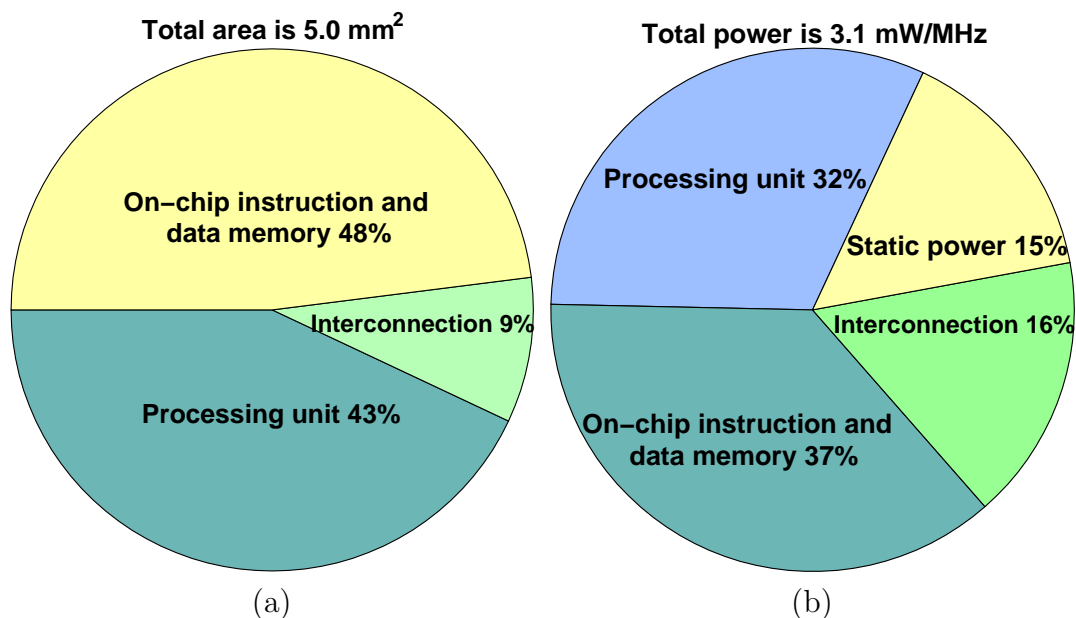 Total area is 5.0 mm²
On−chip instruction and
data memory 48%
Interconnection 9%
Processing unit 43%
(a)
Total power is 3.1 mW/MHz
Processing unit 32%
Static power 15%
Interconnection 16%
On−chip instruction and
data memory 37%
(b)